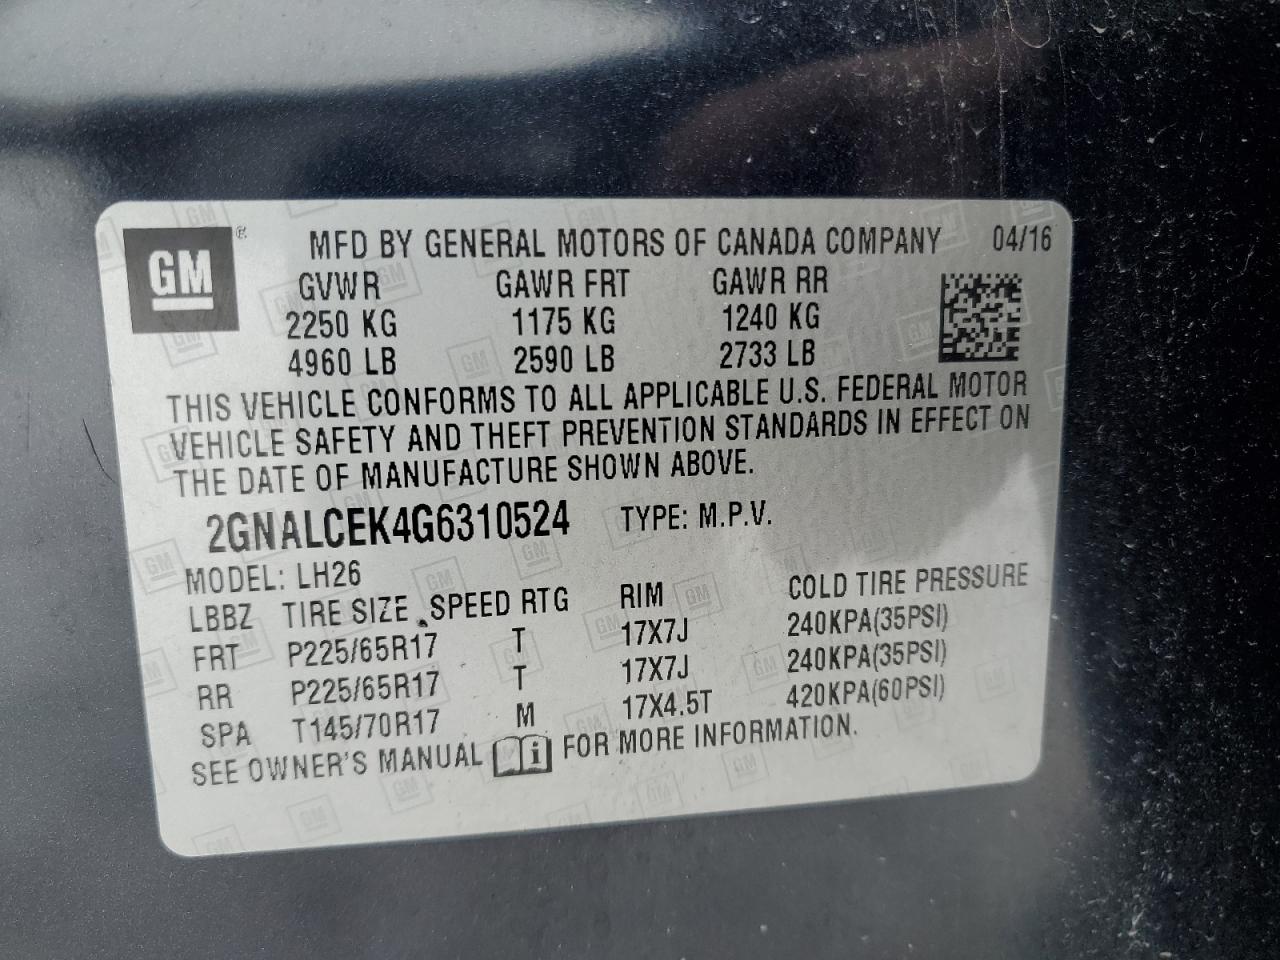 GM ®
MFD BY GENERAL MOTORS OF CANADA COMPANY 04/16
GVWR GAWR FRT GAWR RR
2250 KG 1175 KG 1240 KG
4960 LB 2590 LB 2733 LB
THIS VEHICLE CONFORMS TO ALL APPLICABLE U.S. FEDERAL MOTOR
VEHICLE SAFETY AND THEFT PREVENTION STANDARDS IN EFFECT ON
THE DATE OF MANUFACTURE SHOWN ABOVE.
2GNALCEK4G6310524 TYPE: M.P.V.
MODEL: LH26
LBBZ TIRE SIZE SPEED RTG RIM COLD TIRE PRESSURE
FRT P225/65R17 T 17X7J 240KPA(35PSI)
RR P225/65R17 T 17X7J 240KPA(35PSI)
SPA T145/70R17 M 17X4.5T 420KPA(60PSI)
SEE OWNER'S MANUAL i FOR MORE INFORMATION.